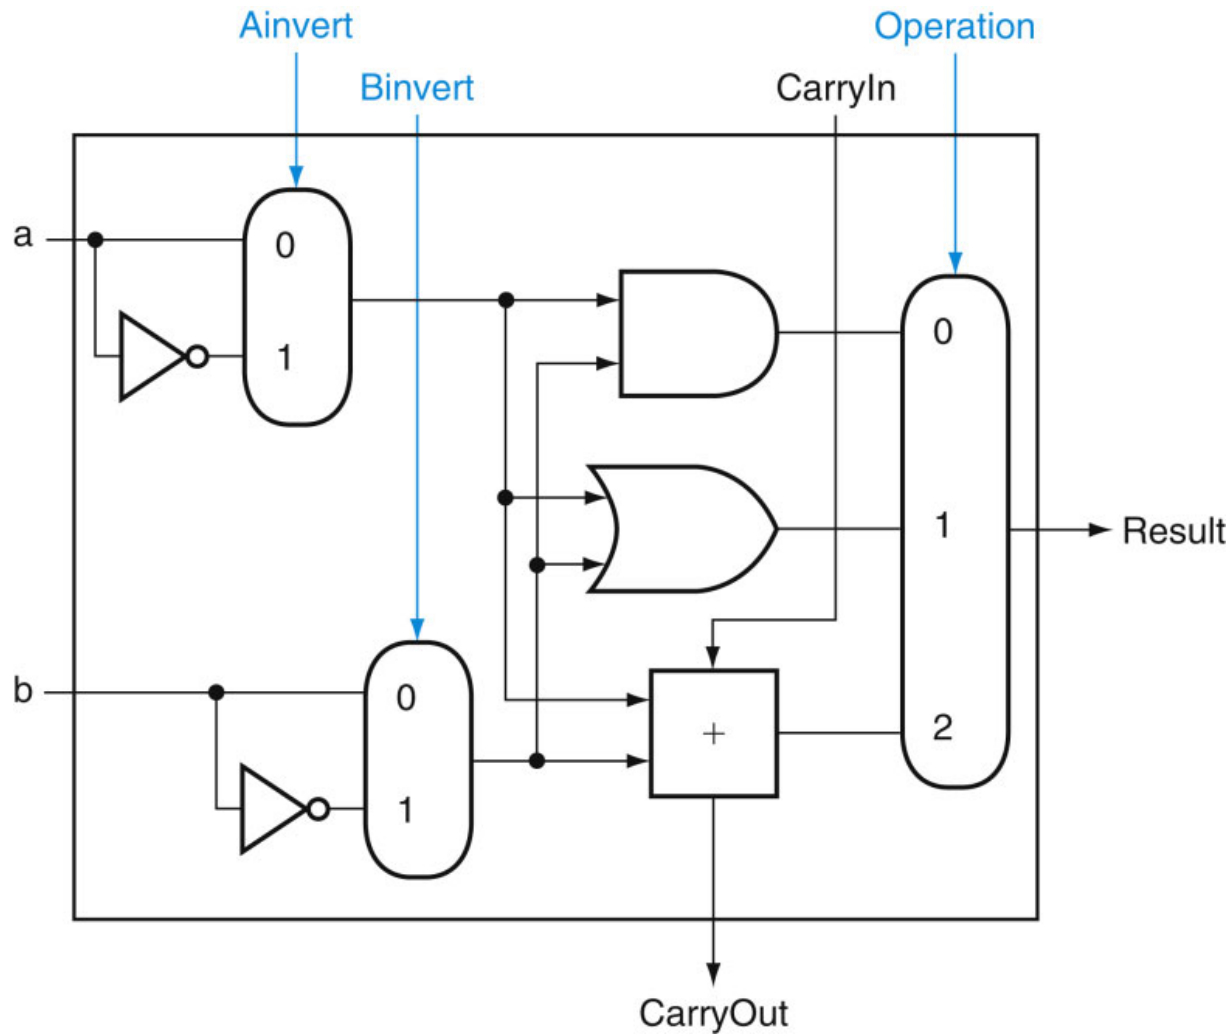 Ainvert
Operation
Binvert
CarryIn
a
0
1
0
1
Result
b
0
1
+
2
CarryOut